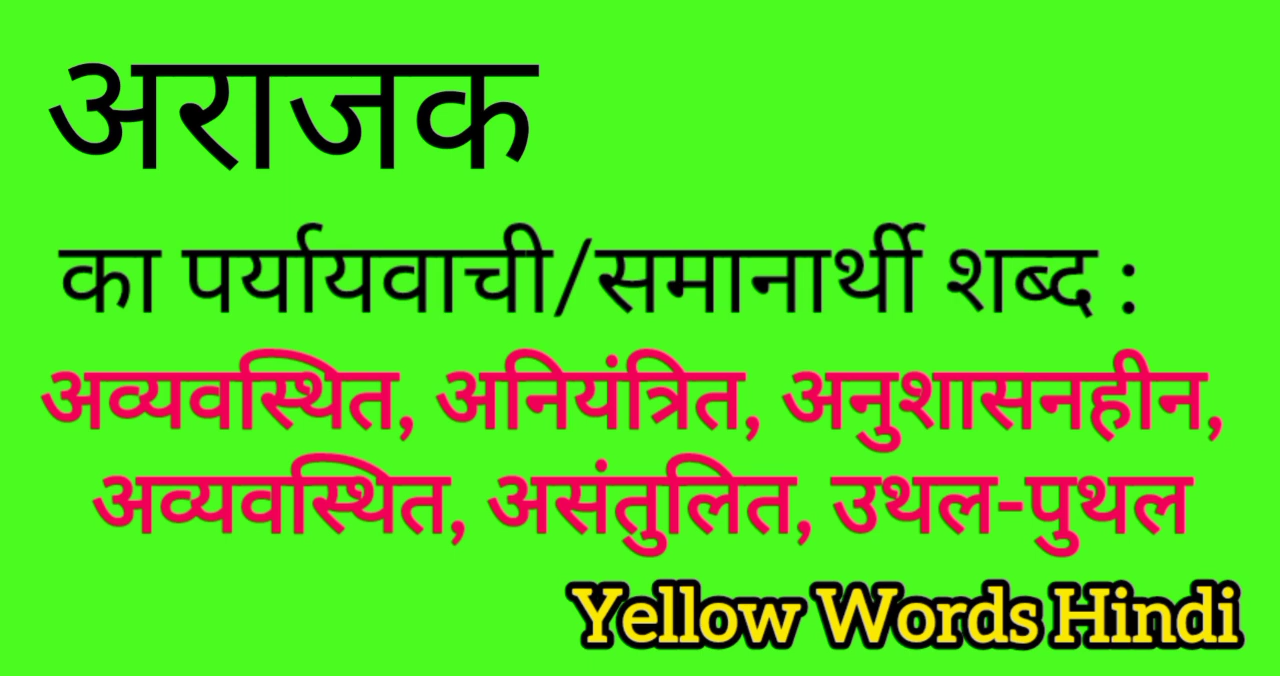 अराजक
का पर्यायवाची/समानार्थी शब्द :
अव्यवस्थित, अनियंत्रित, अनुशासनहीन,
अव्यवस्थित, असंतुलित, उथल-पुथल
Yellow Words Hindi